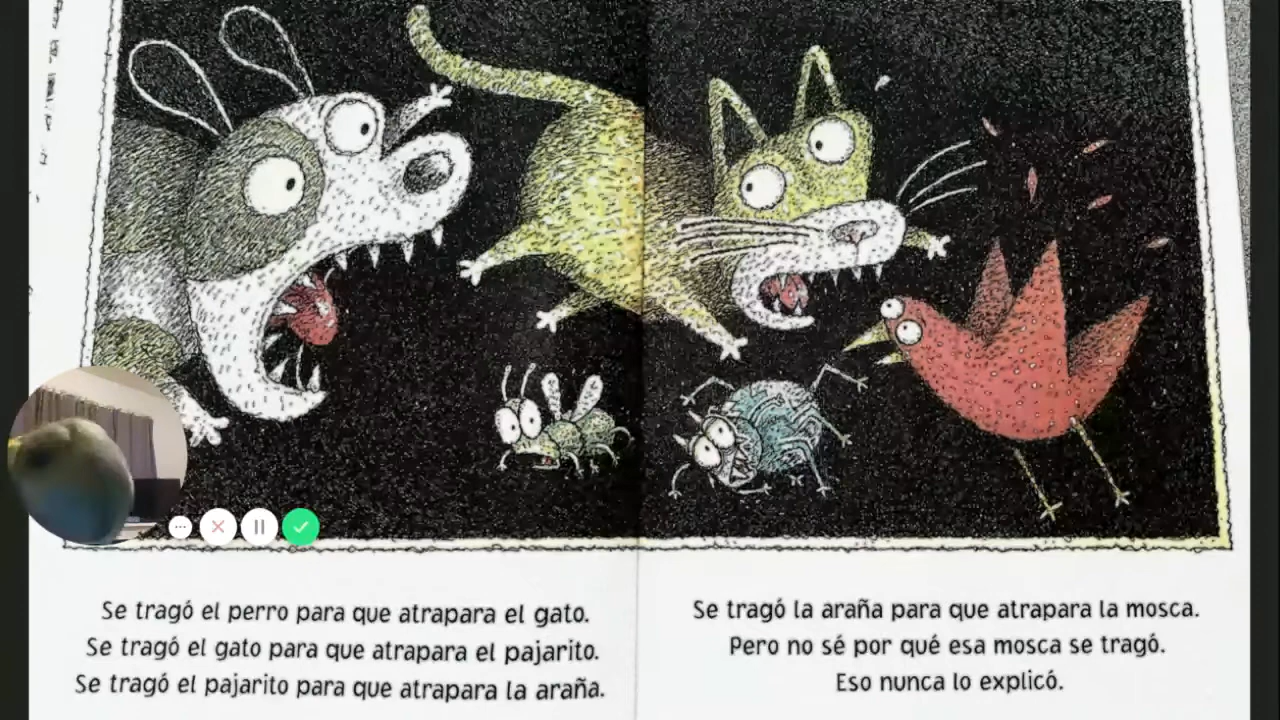 Se tragó el perro para que atrapara el gato.
Se tragó el gato para que atrapara el pajarito.
Se tragó el pajarito para que atrapara la araña.
Se tragó la araña para que atrapara la mosca.
Pero no sé por qué esa mosca se tragó.
Eso nunca lo explicó.